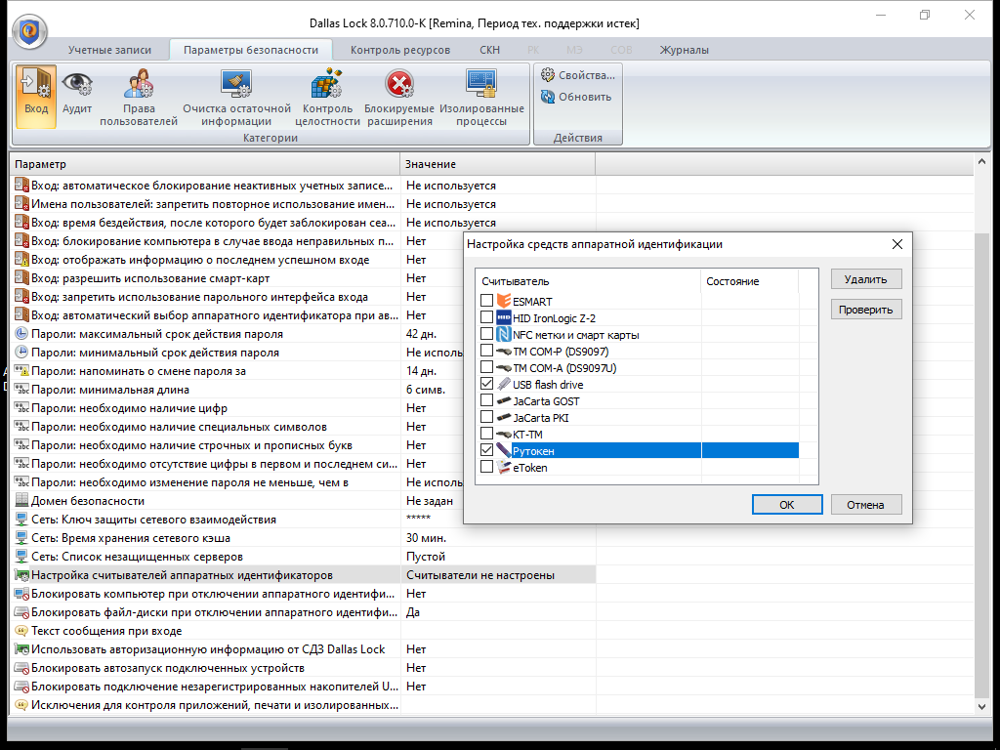 Dallas Lock 8.0.710.0-К [Remina, Период тех. поддержки истек]
Учетные записи Параметры безопасности Контроль ресурсов СКН РК МЭ СОВ Журналы
Вход
Аудит
Права пользователей
Очистка остаточной информации
Контроль целостности
Блокируемые расширения
Изолированные процессы
Категории
Свойства...
Обновить
Действия
Параметр Значение
Вход: автоматическое блокирование неактивных учетных записе... Не используется
Имена пользователей: запретить повторное использование имен... Не используется
Вход: время бездействия, после которого будет заблокирован сеа... Не используется
Вход: блокирование компьютера в случае ввода неправильных п... Нет
Вход: отображать информацию о последнем успешном входе Нет
Вход: разрешить использование смарт-карт Нет
Вход: запретить использование парольного интерфейса входа Нет
Вход: автоматический выбор аппаратного идентификатора при ав... Нет
Пароли: максимальный срок действия пароля 42 дн.
Пароли: минимальный срок действия пароля Не использ
Пароли: напоминать о смене пароля за 14 дн.
Пароли: минимальная длина 6 симв.
Пароли: необходимо наличие цифр Нет
Пароли: необходимо наличие специальных символов Нет
Пароли: необходимо наличие строчных и прописных букв Нет
Пароли: необходимо отсутствие цифры в первом и последнем си... Нет
Пароли: необходимо изменение пароля не меньше, чем в Не использ
Домен безопасности Не задан
Сеть: Ключ защиты сетевого взаимодействия *****
Сеть: Время хранения сетевого кэша 30 мин.
Сеть: Список незащищенных серверов Пустой
Настройка считывателей аппаратных идентификаторов Считыватели не настроены
Блокировать компьютер при отключении аппаратного идентифи... Нет
Блокировать файл-диски при отключении аппаратного идентифи... Да
Текст сообщения при входе
Использовать авторизационную информацию от СДЗ Dallas Lock Нет
Блокировать автозапуск подключенных устройств Нет
Блокировать подключение незарегистрированных накопителей U... Нет
Исключения для контроля приложений, печати и изолированных...
Настройка средств аппаратной идентификации
Считыватель Состояние
ESMART
HID IronLogic Z-2
NFC метки и смарт карты
TM COM-P (DS9097)
TM COM-A (DS9097U)
USB flash drive
JaCarta GOST
JaCarta PKI
КТ-ТМ
Рутокен
eToken
Удалить
Проверить
ОК
Отмена